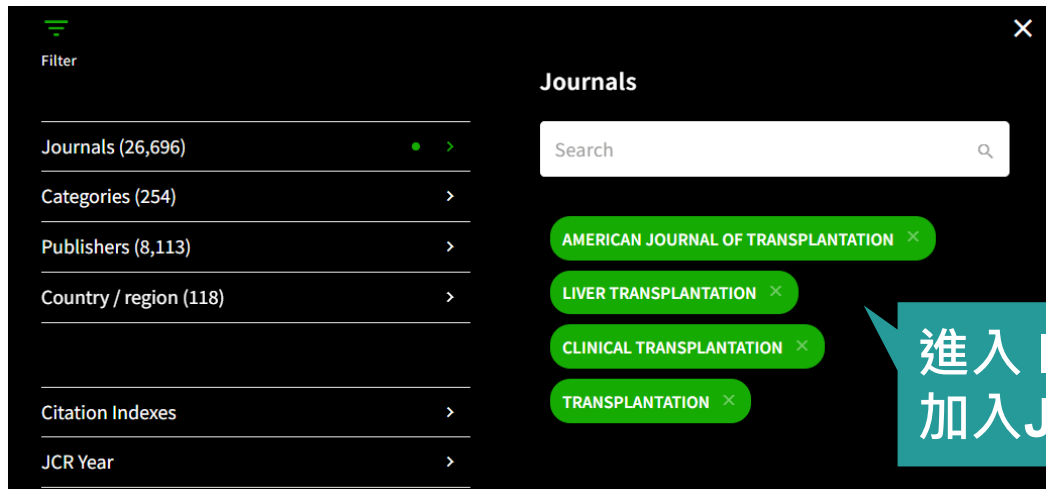 Filter
Journals (26,696)
Categories (254)
Publishers (8,113)
Country / region (118)
Citation Indexes
JCR Year
Journals
Search
AMERICAN JOURNAL OF TRANSPLANTATION ×
LIVER TRANSPLANTATION ×
CLINICAL TRANSPLANTATION ×
TRANSPLANTATION ×
進入
加入J